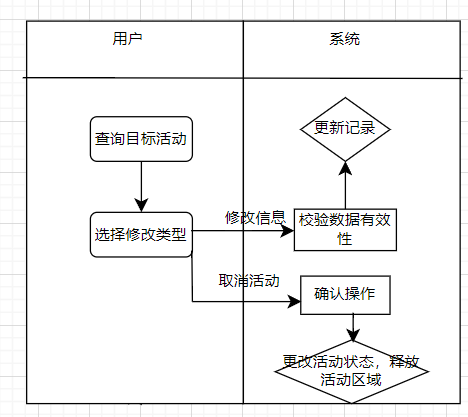 用户
系统
更新记录
查询目标活动
修改信息
校验数据有效
性
选择修改类型
取消活动
确认操作
更改活动状态，释放
活动区域